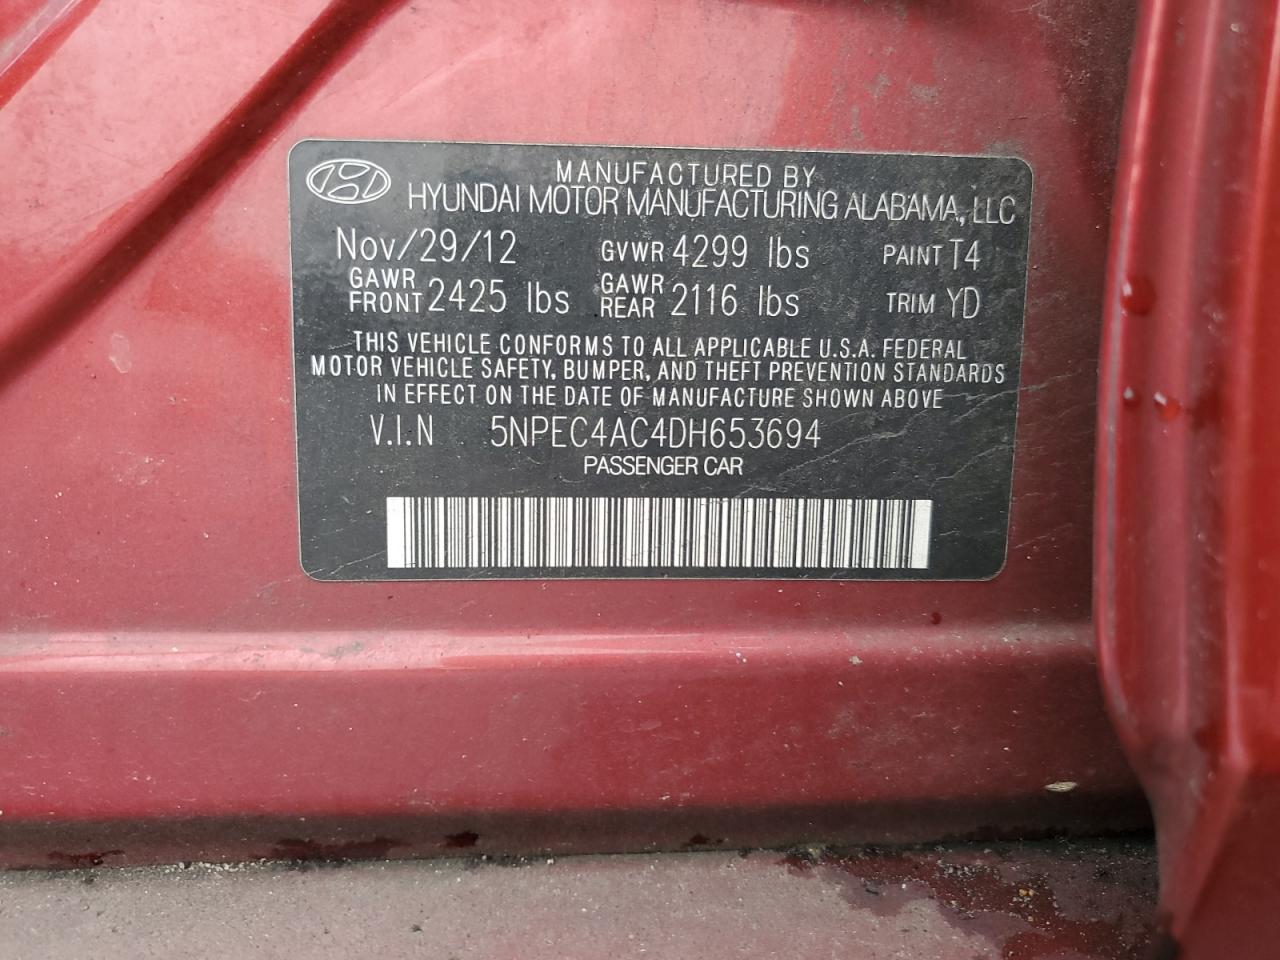 MANUFACTURED BY
HYUNDAI MOTOR MANUFACTURING ALABAMA, LLC
Nov/29/12 GVWR 4299 lbs PAINT T4
GAWR FRONT 2425 lbs GAWR REAR 2116 lbs TRIM YD
THIS VEHICLE CONFORMS TO ALL APPLICABLE U.S.A. FEDERAL
MOTOR VEHICLE SAFETY, BUMPER, AND THEFT PREVENTION STANDARDS
IN EFFECT ON THE DATE OF MANUFACTURE SHOWN ABOVE
V.I.N 5NPEC4AC4DH653694
PASSENGER CAR